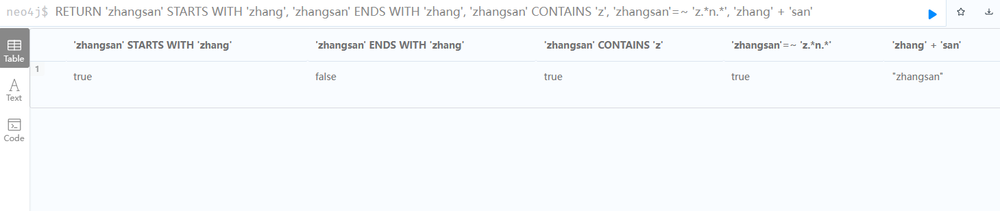 neo4j$ RETURN 'zhangsan' STARTS WITH 'zhang', 'zhangsan' ENDS WITH 'zhang', 'zhangsan' CONTAINS 'z', 'zhangsan'=~ 'z.*n.*', 'zhang' + 'san'
Table
'zhangsan' STARTS WITH 'zhang' 'zhangsan' ENDS WITH 'zhang' 'zhangsan' CONTAINS 'z' 'zhangsan'=~ 'z.*n.*' 'zhang' + 'san'
1 true false true true "zhangsan"
Text
Code